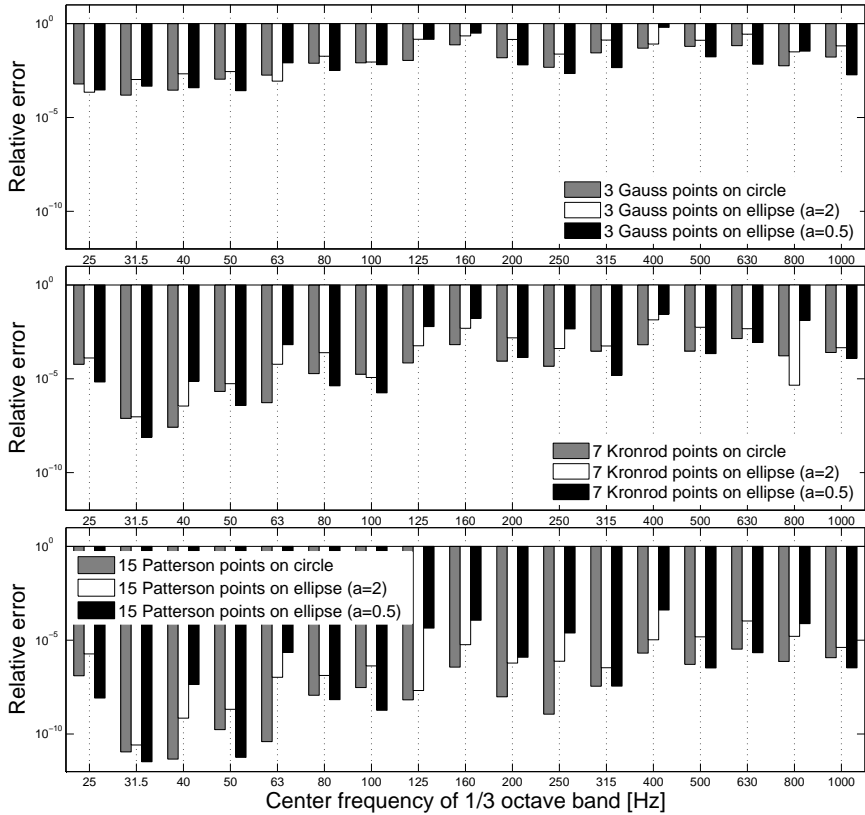 Relative error
10^0
10^-5
10^-10
3 Gauss points on circle
3 Gauss points on ellipse (a=2)
3 Gauss points on ellipse (a=0.5)
25 31.5 40 50 63 80 100 125 160 200 250 315 400 500 630 800 1000
Relative error
10^0
10^-5
10^-10
7 Kronrod points on circle
7 Kronrod points on ellipse (a=2)
7 Kronrod points on ellipse (a=0.5)
25 31.5 40 50 63 80 100 125 160 200 250 315 400 500 630 800 1000
Relative error
10^0
10^-5
10^-10
15 Patterson points on circle
15 Patterson points on ellipse (a=2)
15 Patterson points on ellipse (a=0.5)
25 31.5 40 50 63 80 100 125 160 200 250 315 400 500 630 800 1000
Center frequency of 1/3 octave band [Hz]